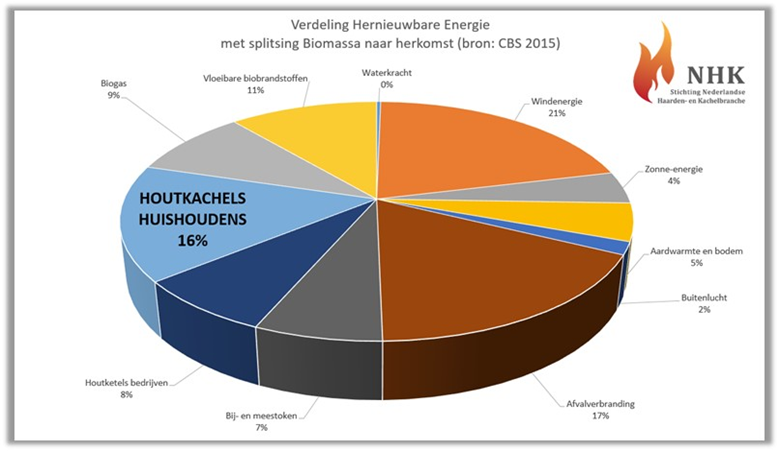 Verdeling Hernieuwbare Energie
met splitsing Biomassa naar herkomst (bron: CBS 2015)
NHK
Stichting Nederlandse
Haarden- en Kachelbranche
Waterkracht
0%
Windenergie
21%
Zonne-energie
4%
Aardwarmte en bodem
5%
Buitenlucht
2%
Afvalverbranding
17%
Bij- en meestoken
7%
Houtketels bedrijven
8%
HOUTKACHELS
HUISHOUDENS
16%
Biogas
9%
Vloeibare biobrandstoffen
11%